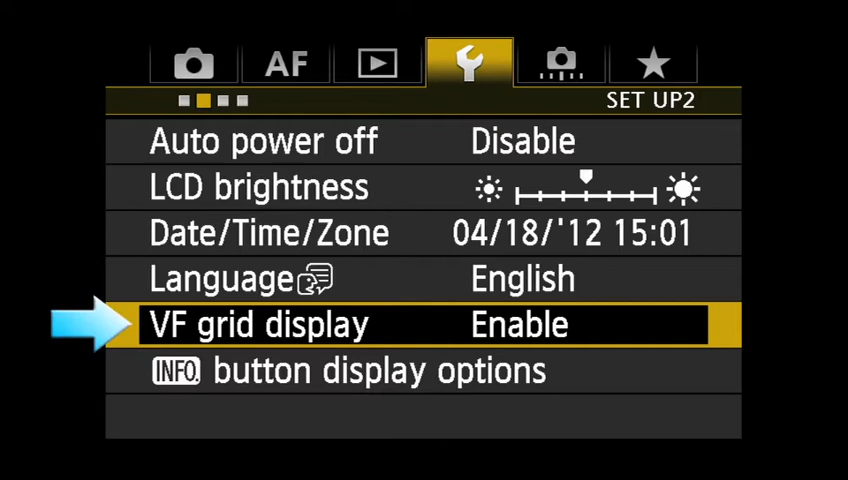 AF
SET UP2
Auto power off Disable
LCD brightness
Date/Time/Zone 04/18/'12 15:01
Language English
VF grid display Enable
INFO. button display options